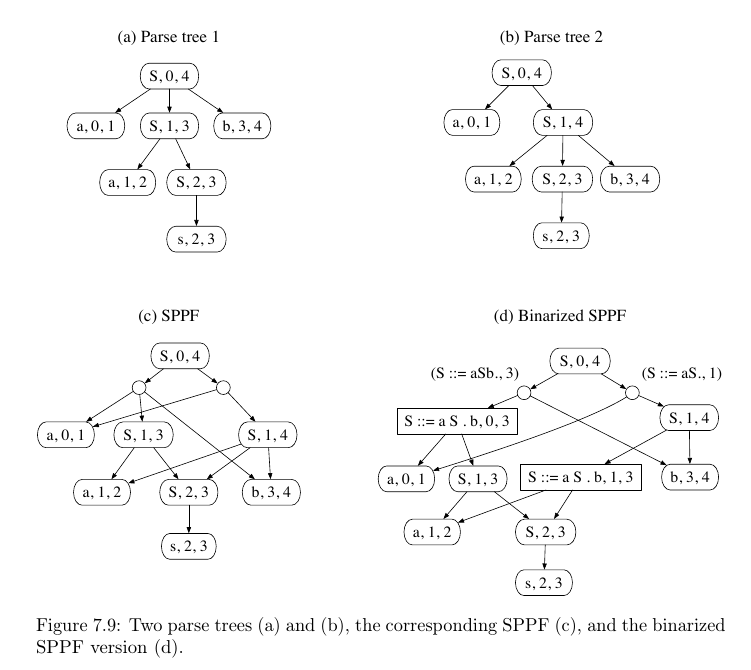 (a) Parse tree 1
S, 0, 4
a, 0, 1
S, 1, 3
b, 3, 4
a, 1, 2
S, 2, 3
s, 2, 3
(b) Parse tree 2
S, 0, 4
a, 0, 1
S, 1, 4
a, 1, 2
S, 2, 3
b, 3, 4
s, 2, 3
(c) SPPF
S, 0, 4
a, 0, 1
S, 1, 3
S, 1, 4
a, 1, 2
S, 2, 3
b, 3, 4
s, 2, 3
(d) Binarized SPPF
S, 0, 4
(S ::= aSb., 3)
(S ::= aS., 1)
S ::= a S . b, 0, 3
S, 1, 4
a, 0, 1
S, 1, 3
S ::= a S . b, 1, 3
b, 3, 4
a, 1, 2
S, 2, 3
s, 2, 3
Figure 7.9: Two parse trees (a) and (b), the corresponding SPPF (c), and the binarized
SPPF version (d).